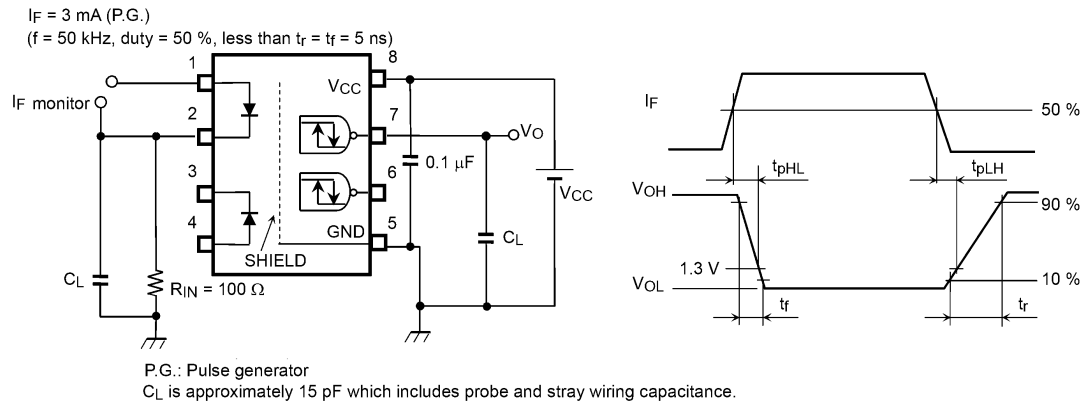 IF = 3 mA (P.G.)
(f = 50 kHz, duty = 50 %, less than tr = tf = 5 ns)
1
8
VCC
IF monitor
2
7
VO
0.1 μF
VCC
3
6
4
5
GND
SHIELD
CL
CL
RIN = 100 Ω
IF
50 %
tpHL
tpLH
VOH
90 %
1.3 V
VOL
10 %
tf
tr
P.G.: Pulse generator
CL is approximately 15 pF which includes probe and stray wiring capacitance.